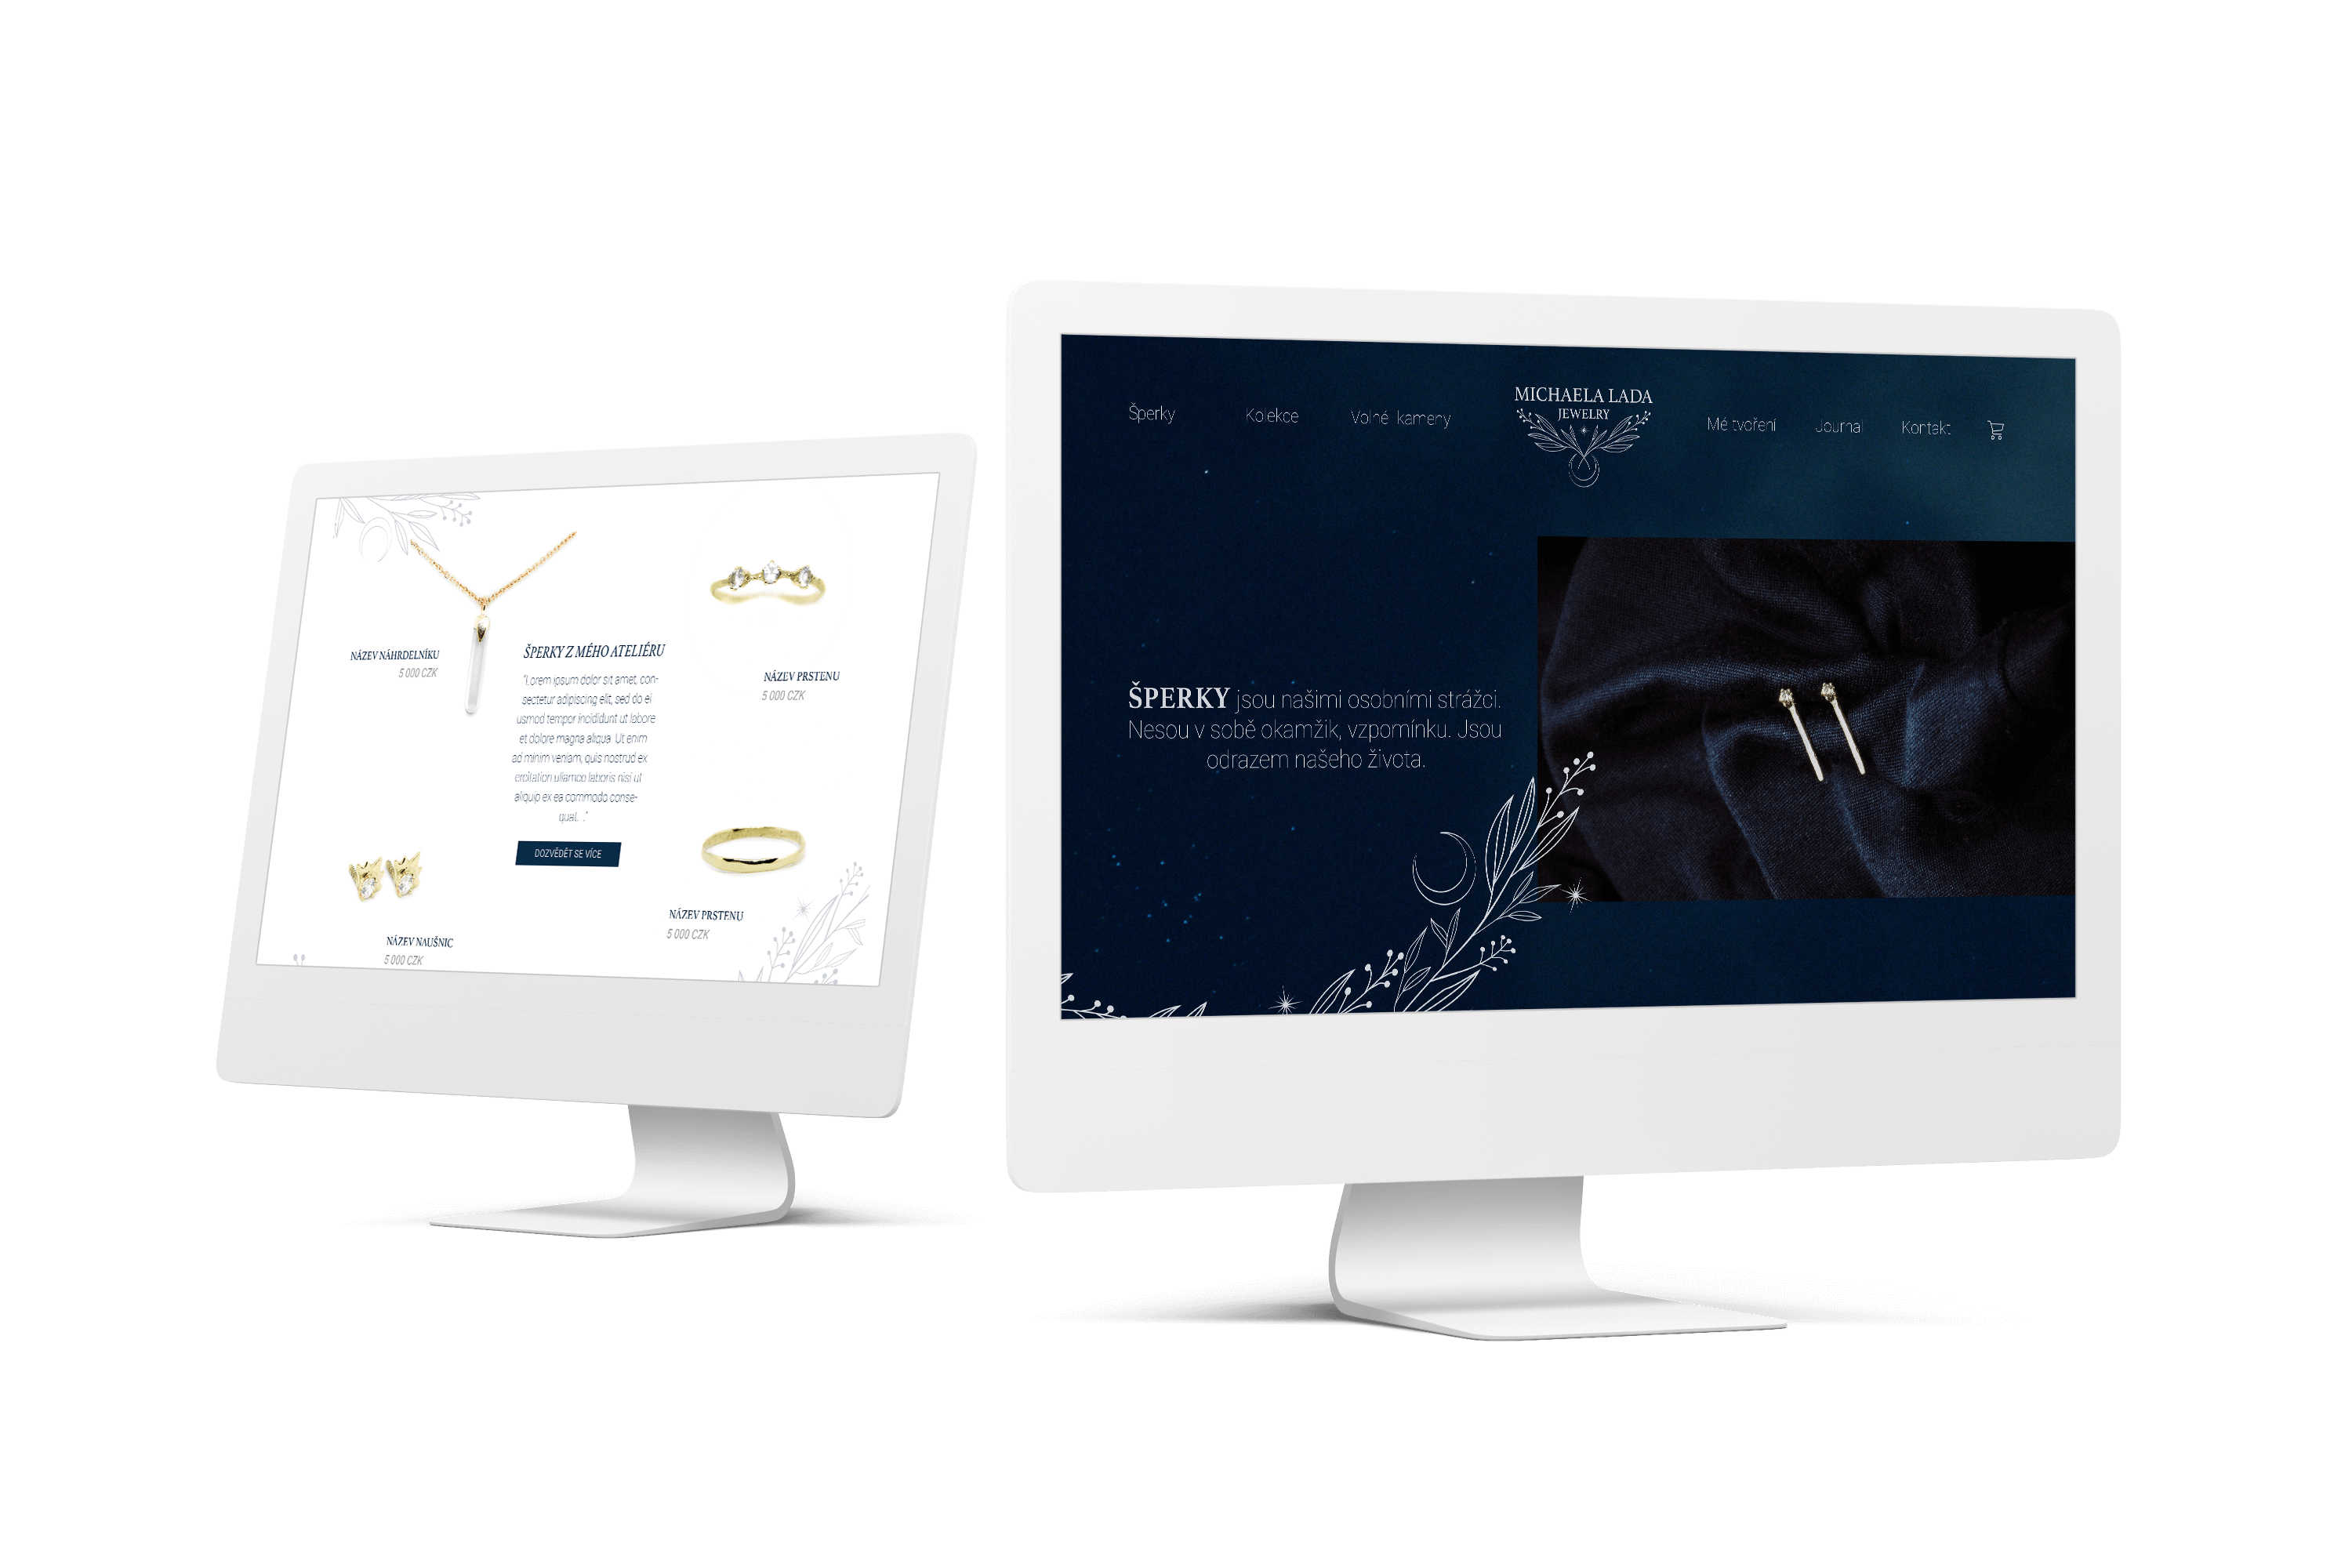 NÁZEV NÁHRDELNÍKU
5 000 CZK
ŠPERKY Z MÉHO ATELIÉRU
"Lorem ipsum dolor sit amet, con-
sectetur adipiscing elit, sed do ei
usmod tempor incididunt ut labore
et dolore magna aliqua. Ut enim
ad minim veniam, quis nostrud ex
ercitation ullamco laboris nisi ut
aliquip ex ea commodo conse-
quat. ."
DOZVĚDĚT SE VÍCE
NÁZEV PRSTENU
5 000 CZK
NÁZEV NAUŠNIC
5 000 CZK
NÁZEV PRSTENU
5 000 CZK
Šperky Kolekce Volné kameny
MICHAELA LADA
JEWELRY
Mé tvoření Journal Kontakt
ŠPERKY jsou našimi osobními strážci.
Nesou v sobě okamžik, vzpomínku. Jsou
odrazem našeho života.